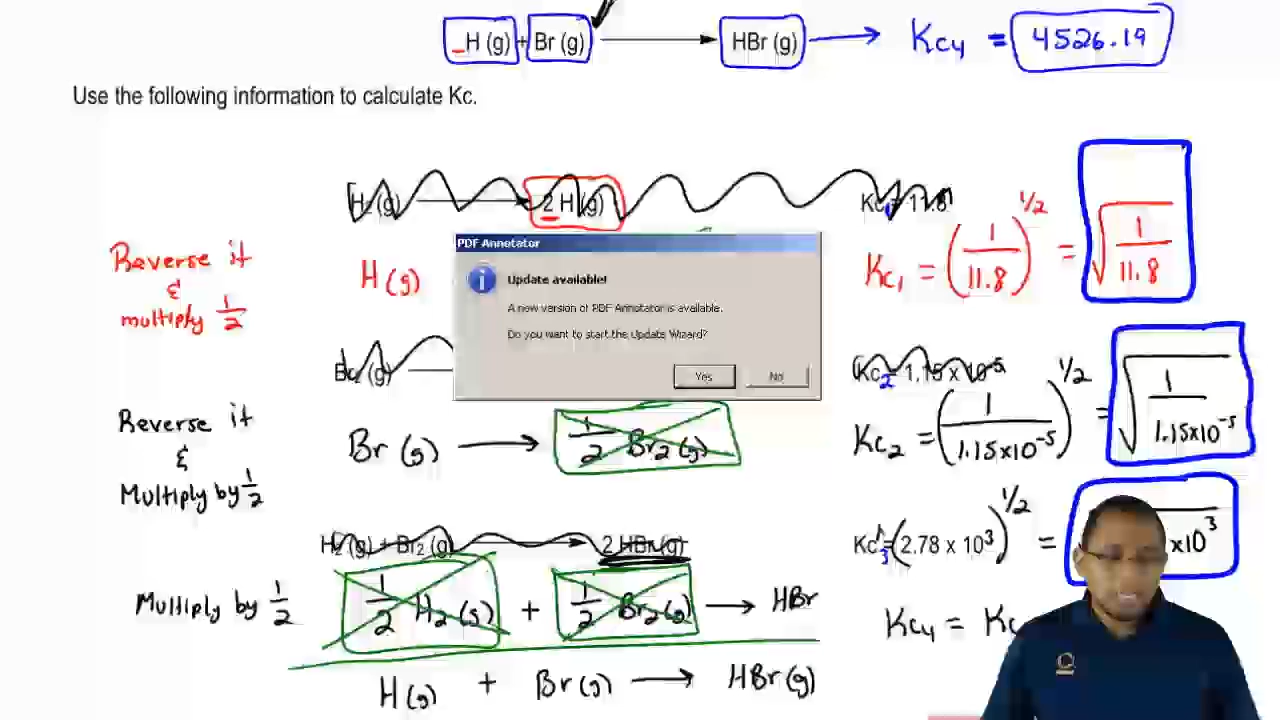 _H (g) + Br (g) HBr (g) Kc4 = 4526.19
Use the following information to calculate Kc.
H2 (g) 2 H (g) Kc1 = 11.8
Reverse it
&
multiply 1/2
H (g)
Kc1 = (1/11.8)^1/2 = √1/11.8
PDF Annotator
Update available!
A new version of PDF Annotator is available.
Do you want to start the Update Wizard?
Yes No
Br2 (g) Kc2 = 1.15 x 10-5
Reverse it
&
Multiply by 1/2
Br (g) → 1/2 Br2 (g)
Kc2 = (1/1.15x10-5)^1/2 = √1/1.15x10-5
H2 (g) + Br2 (g) 2 HBr (g) Kc3 = (2.78 x 10^3)^1/2 = x10^3
Multiply by 1/2 1/2 H2 (g) + 1/2 Br2 (g) → HBr
Kc4 = Kc
H (g) + Br (g) → HBr (g)